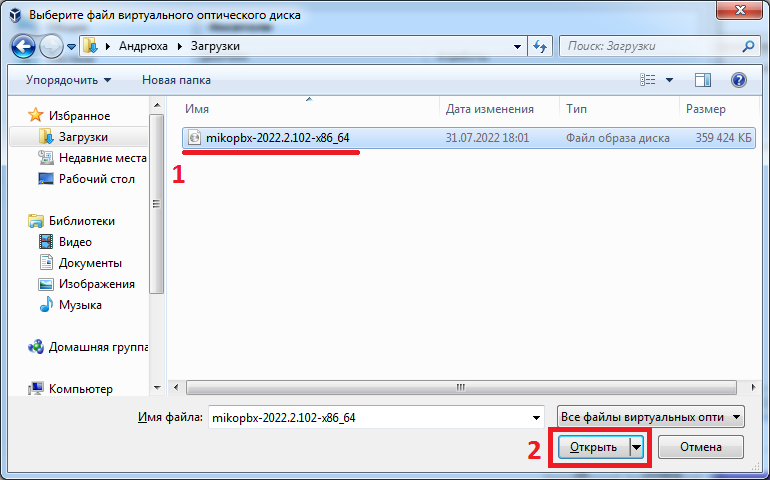 Выберите файл виртуального оптического диска
Андрюха Загрузки Поиск: Загрузки
Упорядочить Новая папка
Имя Дата изменения Тип Размер
Избранное
Загрузки
Недавние места
Рабочий стол
Библиотеки
Видео
Документы
Изображения
Музыка
Домашняя группа
Компьютер
mikopbx-2022.2.102-x86_64 31.07.2022 18:01 Файл образа диска 359 424 КБ
1
Имя файла: mikopbx-2022.2.102-x86_64 Все файлы виртуальных опти
2 Открыть Отмена